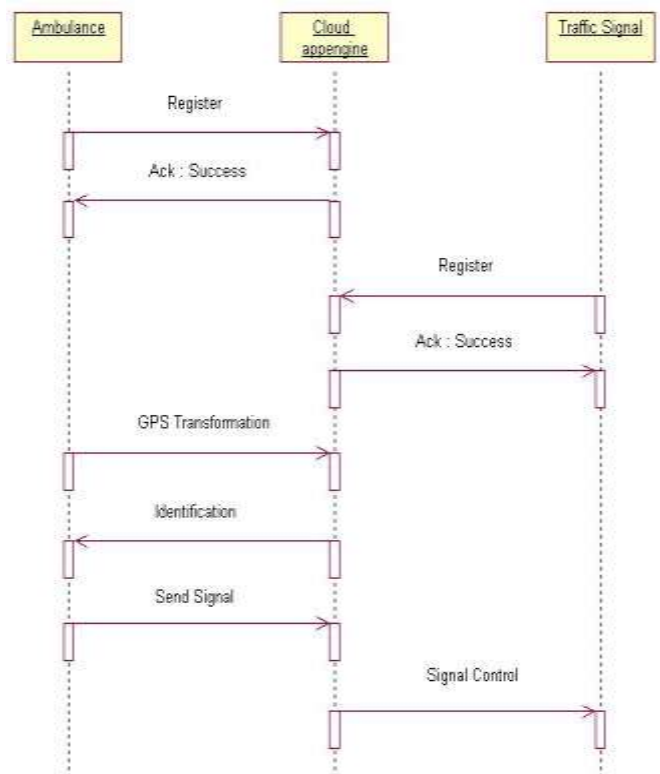 Ambulance
Cloud
appengine
Traffic Signal
Register
Ack : Success
Register
Ack : Success
GPS Transformation
Identification
Send Signal
Signal Control